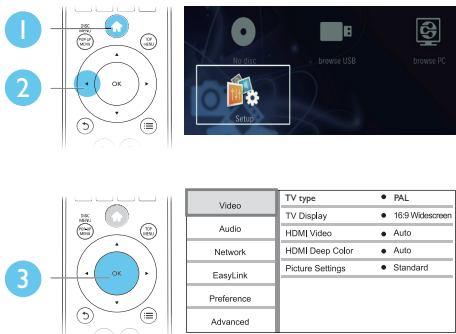 1
DISC
MENU
POP-UP
MENU
TOP
MENU
2
OK
No disc
browse USB
browse PC
Setup
DISC
MENU
POP-UP
MENU
TOP
MENU
3
OK
Video
Audio
Network
EasyLink
Preference
Advanced
TV type PAL
TV Display 16:9 Widescreen
HDMI Video Auto
HDMI Deep Color Auto
Picture Settings Standard